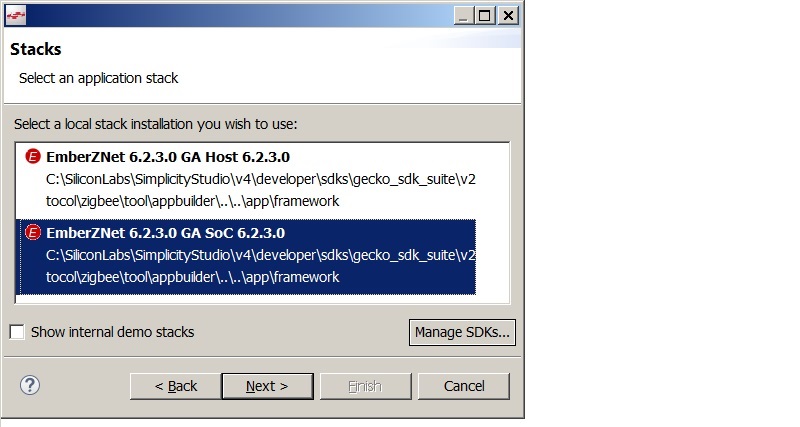 Stacks
Select an application stack
Select a local stack installation you wish to use:
E EmberZNet 6.2.3.0 GA Host 6.2.3.0
C:\SiliconLabs\SimplicityStudio\v4\developer\sdks\gecko_sdk_suite\v2
tocol\zigbee\tool\appbuilder\..\..\app\framework
E EmberZNet 6.2.3.0 GA SoC 6.2.3.0
C:\SiliconLabs\SimplicityStudio\v4\developer\sdks\gecko_sdk_suite\v2
tocol\zigbee\tool\appbuilder\..\..\app\framework
Show internal demo stacks
Manage SDKs...
? < Back Next > Finish Cancel